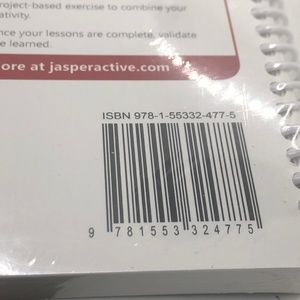 roject-based exercise to combine your
ativity.
nce your lessons are complete, validate
e learned.
ore at jasperactive.com
ISBN 978-1-55332-477-5
9 781553 324775